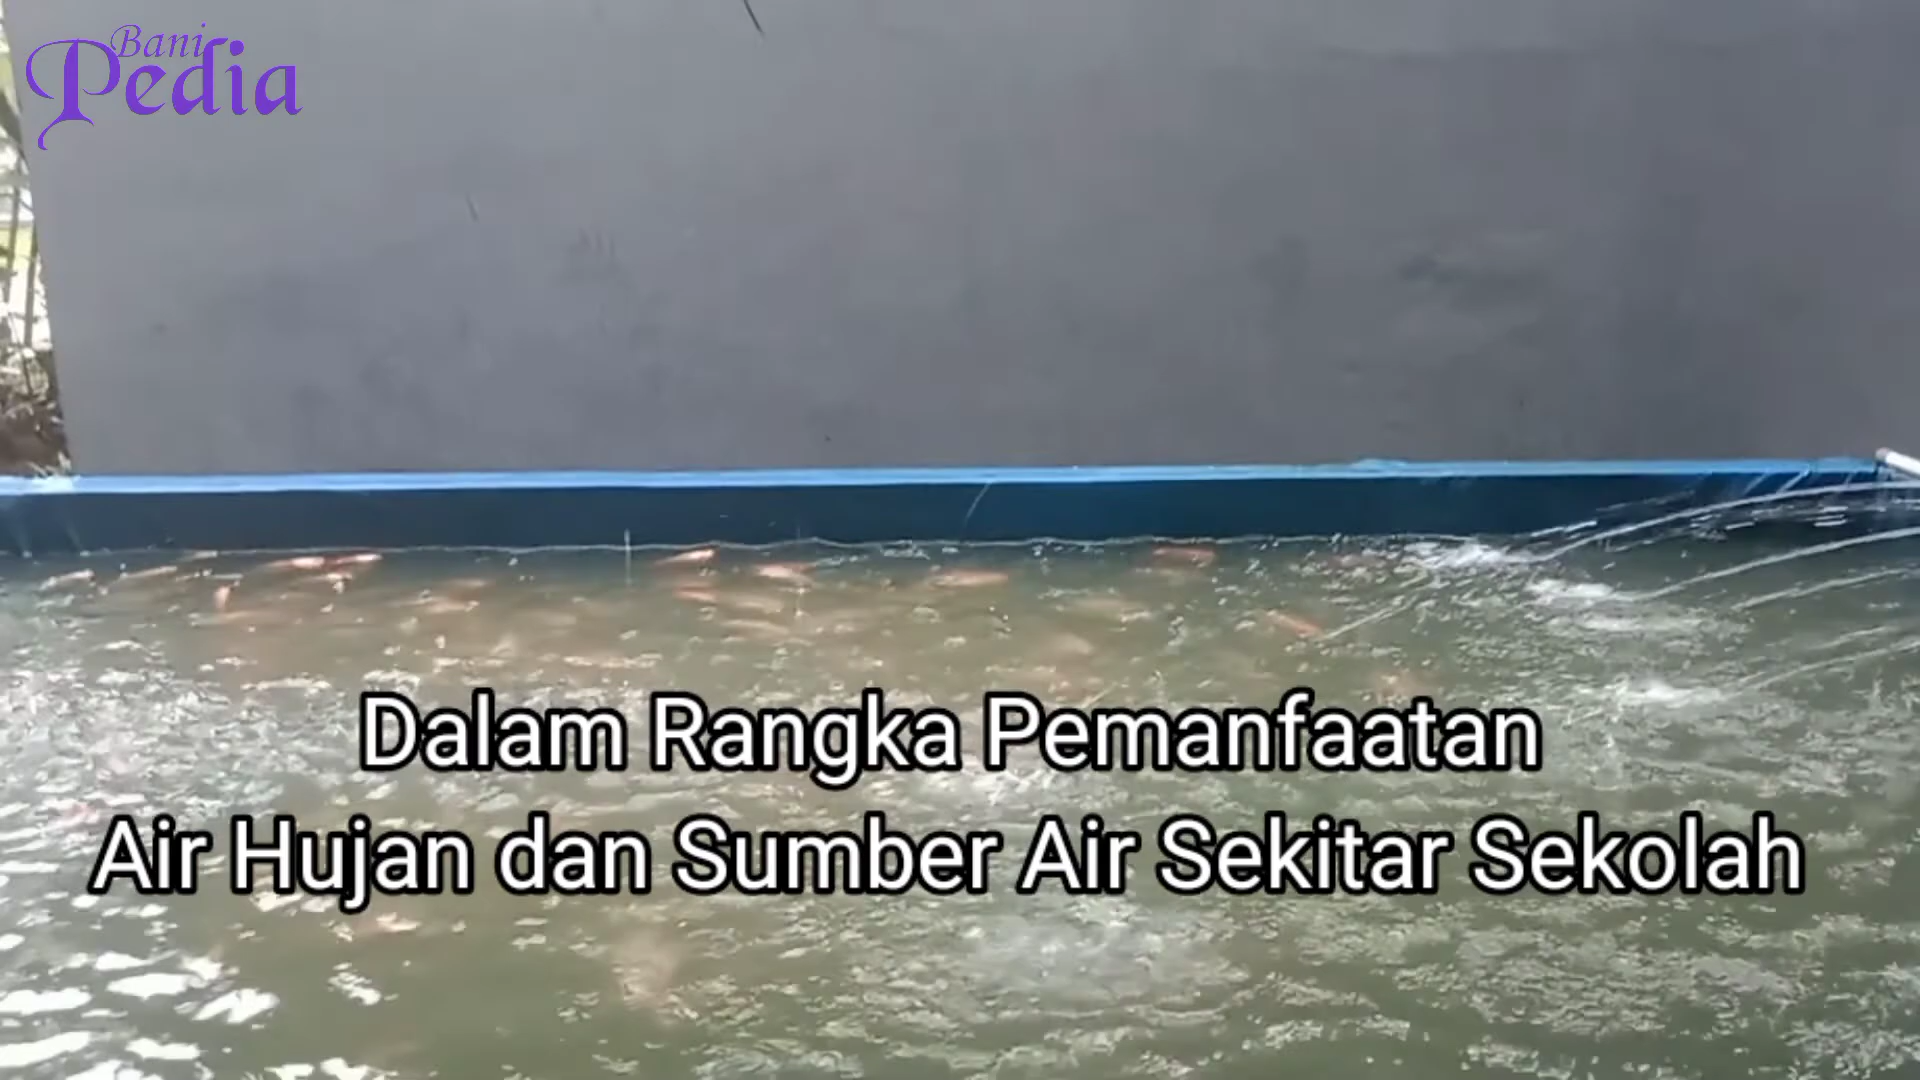 Bani
Pedia
Dalam Rangka Pemanfaatan
Air Hujan dan Sumber Air Sekitar Sekolah